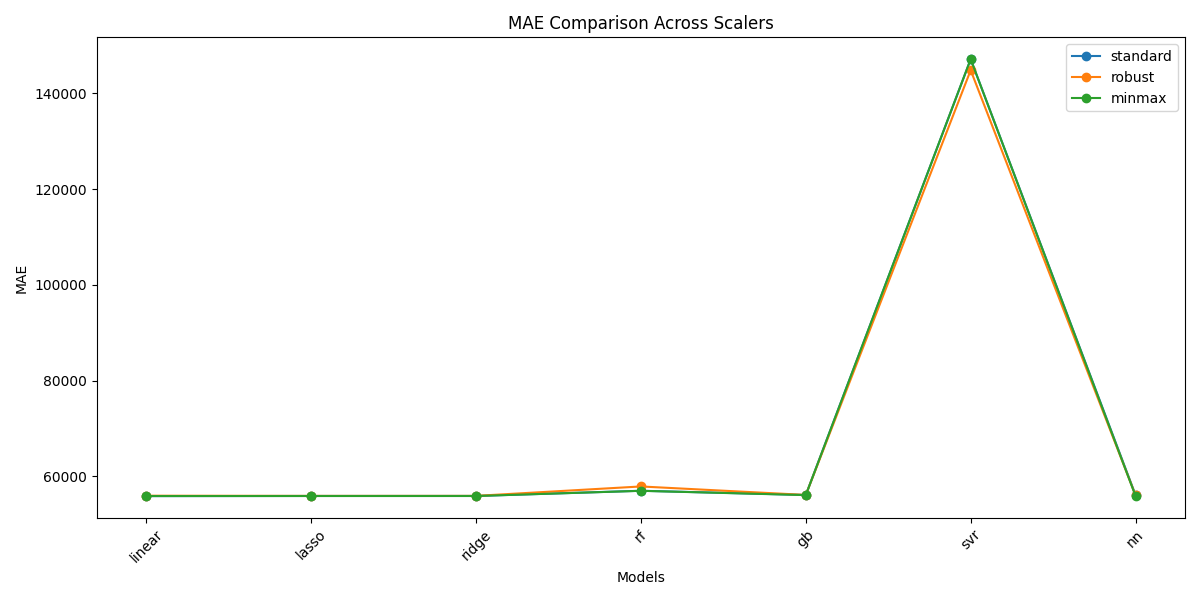 MAE Comparison Across Scalers
standard
robust
minmax
MAE
140000
120000
100000
80000
60000
linear
lasso
ridge
rf
gb
svr
nn
Models